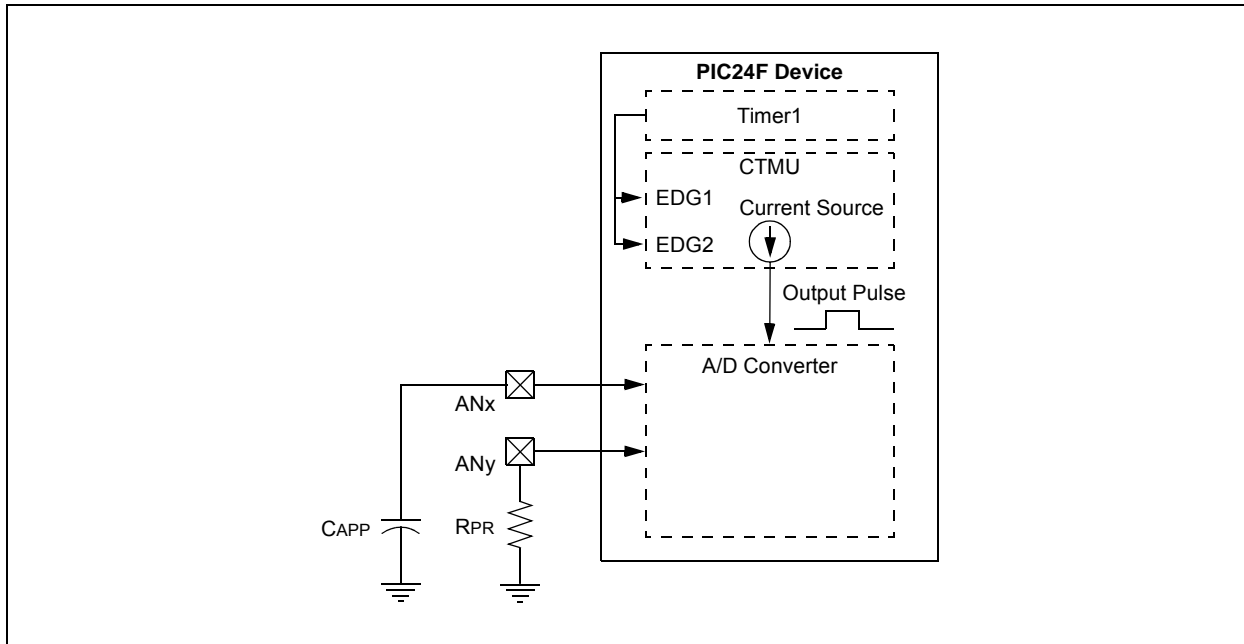 PIC24F Device
Timer1
CTMU
EDG1
Current Source
EDG2
Output Pulse
A/D Converter
ANx
ANy
CAPP
RPR